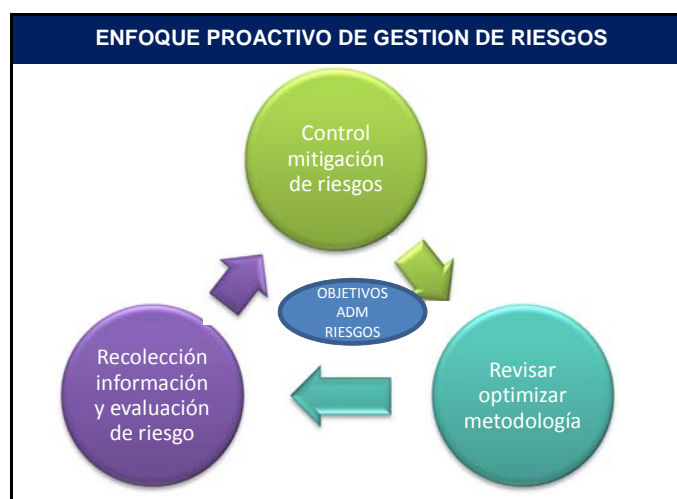 ENFOQUE PROACTIVO DE GESTION DE RIESGOS
Control
mitigación
de riesgos
OBJETIVOS
ADM
RIESGOS
Recolección
información
y evaluación
de riesgo
Revisar
optimizar
metodología